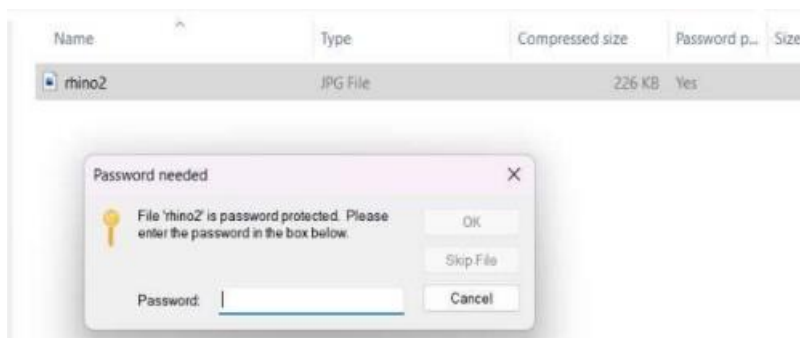 Name Type Compressed size Password p... Size
rhino2 JPG File 226 KB Yes
Password needed
File 'rhino2' is password protected. Please
enter the password in the box below.
OK
Skip File
Password:
Cancel